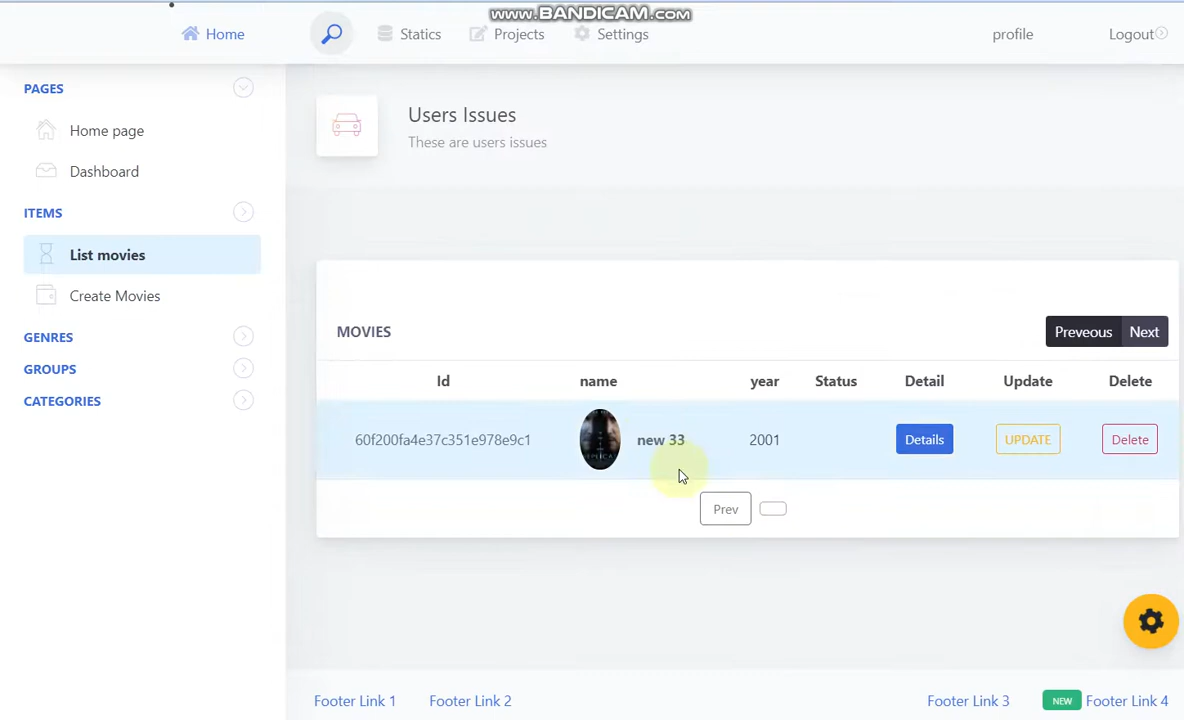 www.BANDICAM.com
Home
Statics
Projects
Settings
profile
Logout
PAGES
Home page
Dashboard
ITEMS
List movies
Create Movies
GENRES
GROUPS
CATEGORIES
Users Issues
These are users issues
MOVIES
Preveous Next
Id name year Status Detail Update Delete
60f200fa4e37c351e978e9c1 new 33 2001 Details UPDATE Delete
Prev
Footer Link 1 Footer Link 2 Footer Link 3 NEW Footer Link 4